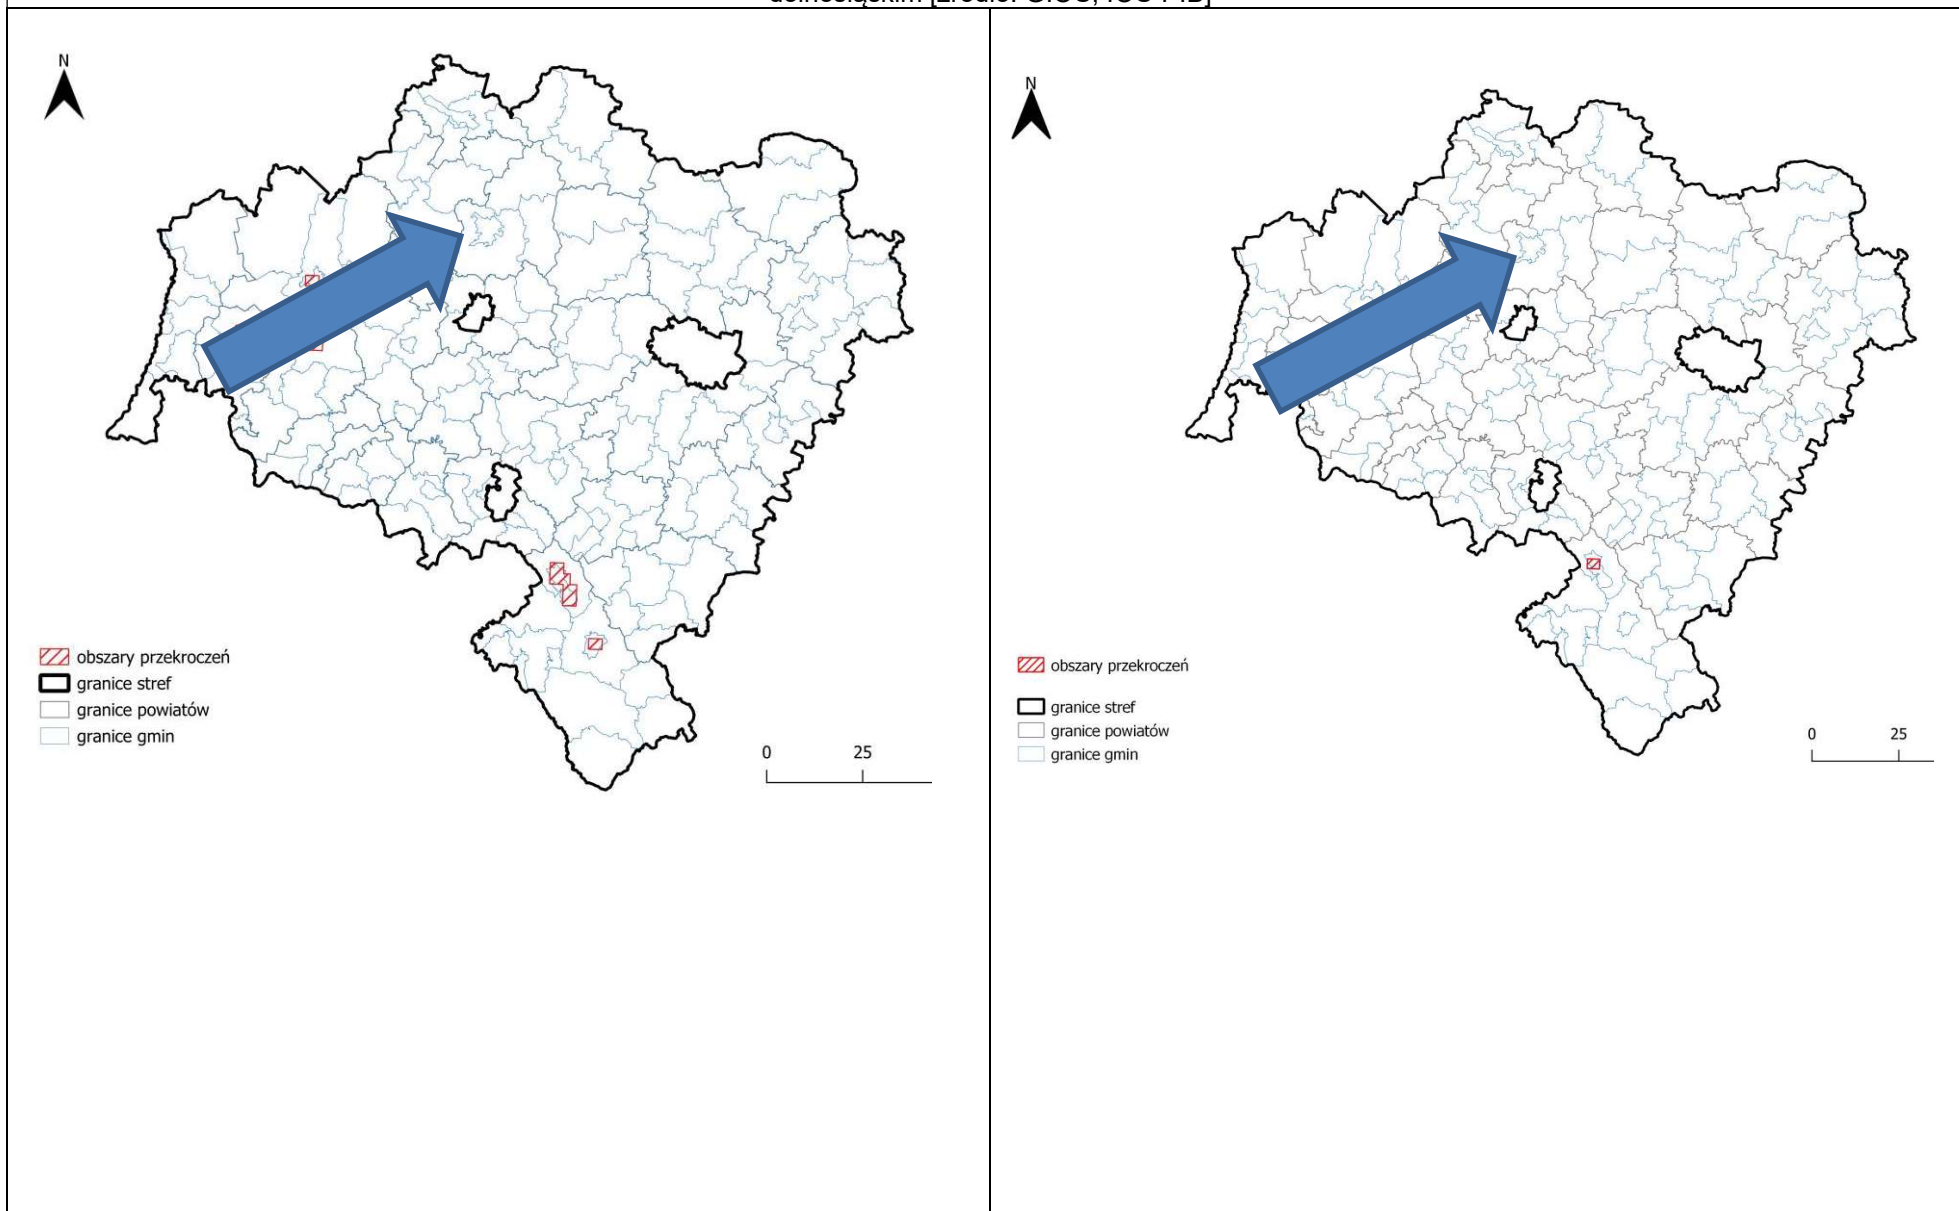 N
obszary przekroczeń
granice stref
granice powiatów
granice gmin
0 25
N
obszary przekroczeń
granice stref
granice powiatów
granice gmin
0 25